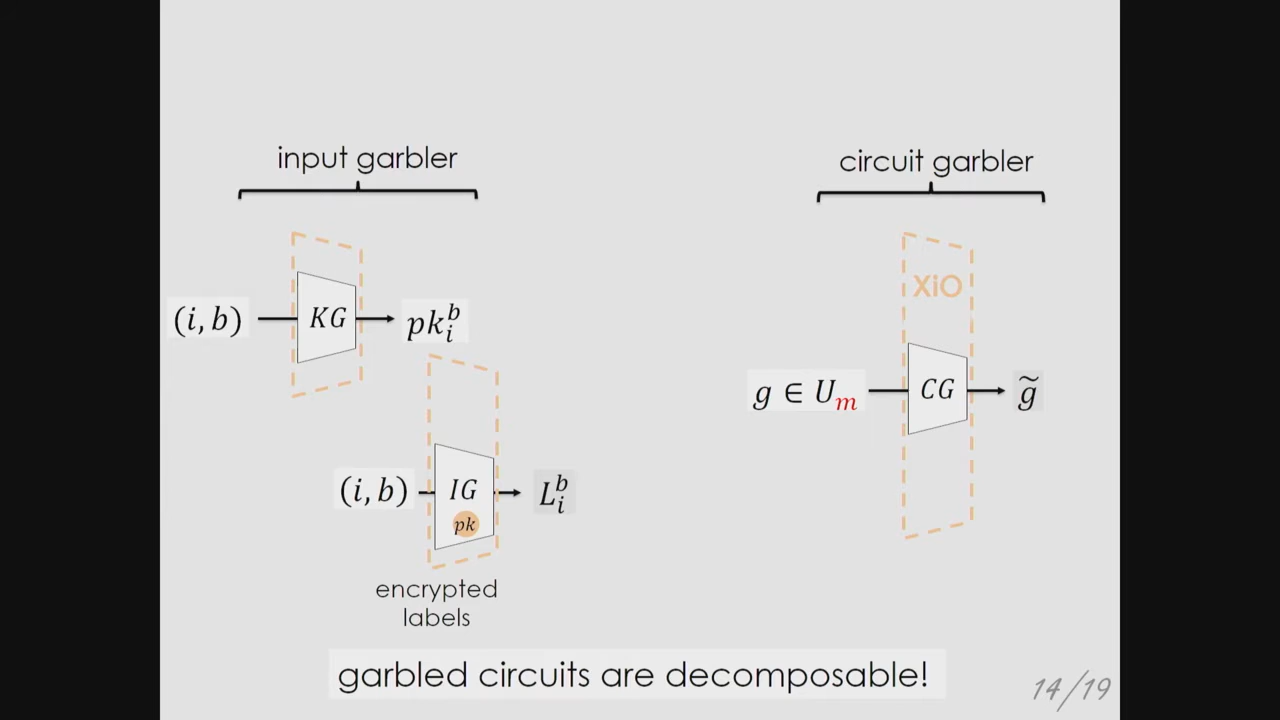 input garbler
circuit garbler
XiO
(i, b) KG pk_i^b
g ∈ U_m CG g̃
(i, b) IG L_i^b
pk
encrypted
labels
garbled circuits are decomposable!
14/19